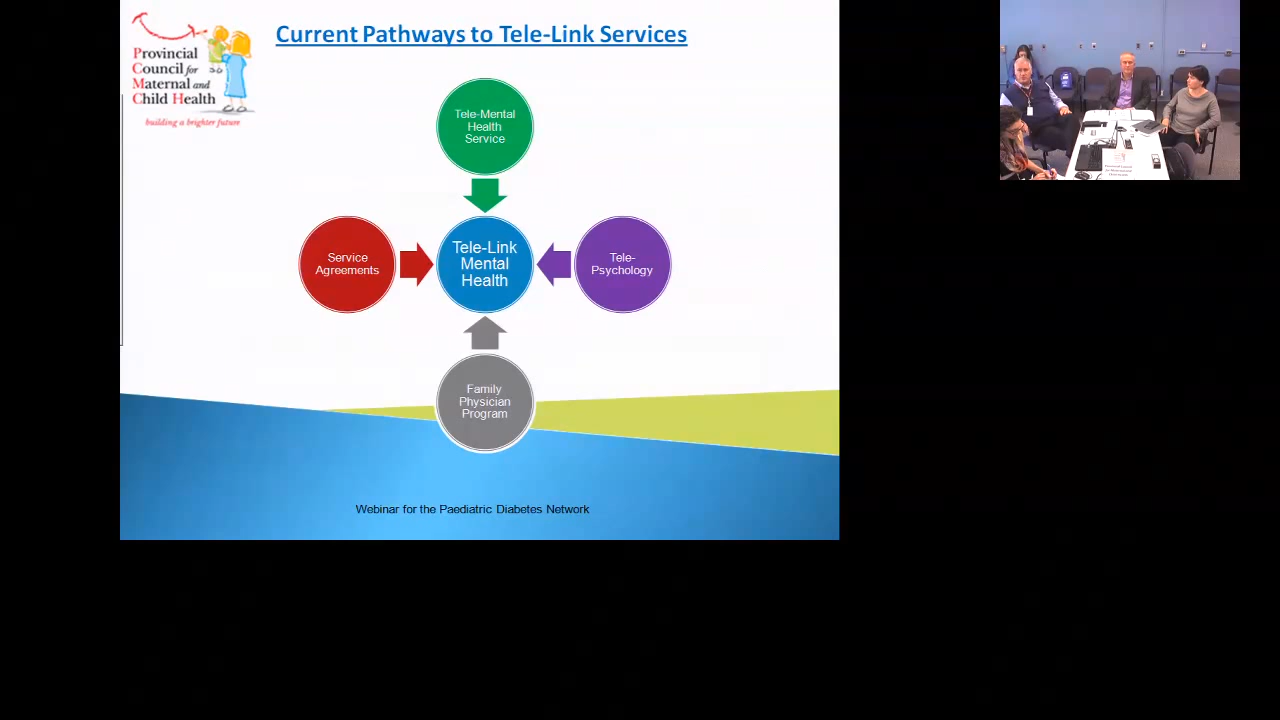 Current Pathways to Tele-Link Services
Provincial
Council for
Maternal and
Child Health
building a brighter future
Tele-Mental
Health
Service
Service
Agreements
Tele-Link
Mental
Health
Tele-
Psychology
Family
Physician
Program
Webinar for the Paediatric Diabetes Network